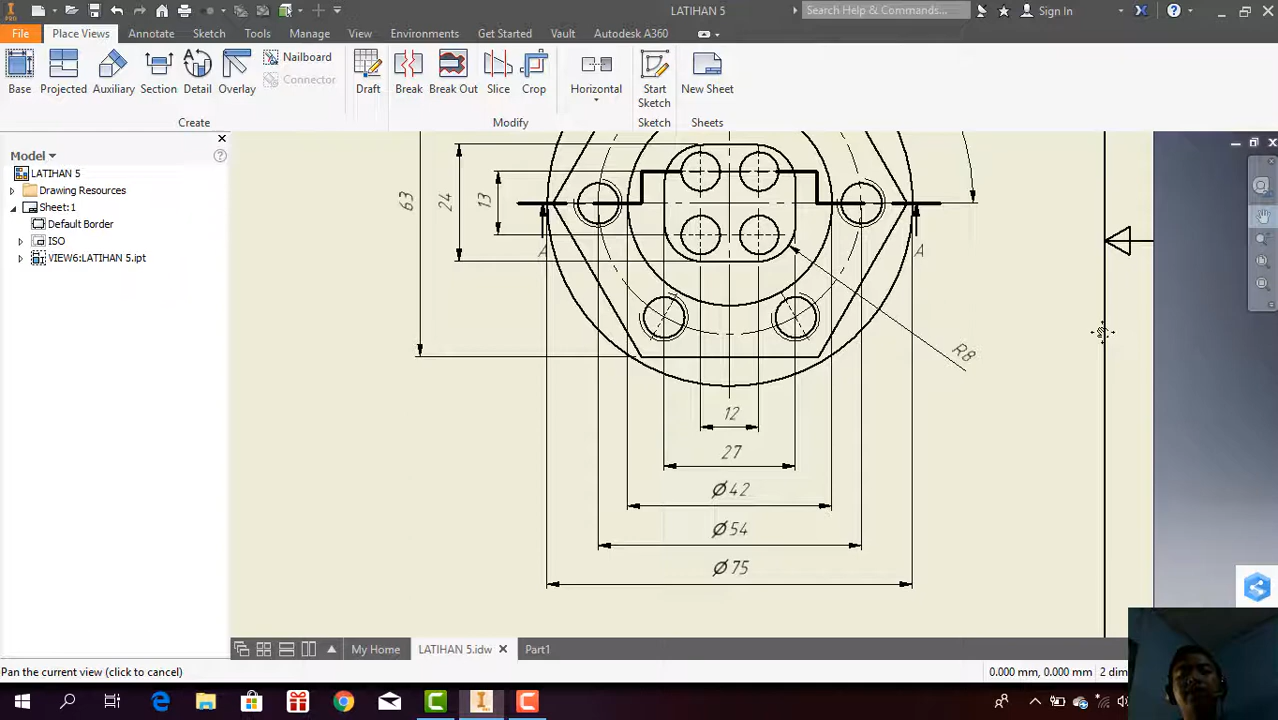 PRO
LATIHAN 5
Search Help & Commands...
Sign In
File
Place Views
Annotate
Sketch
Tools
Manage
View
Environments
Get Started
Vault
Autodesk A360
Base
Projected
Auxiliary
Section
Detail
Overlay
Nailboard
Connector
Draft
Break
Break Out
Slice
Crop
Horizontal
Start
Sketch
New Sheet
Create
Modify
Sketch
Sheets
Model
LATIHAN 5
Drawing Resources
Sheet:1
Default Border
ISO
VIEW6:LATIHAN 5.ipt
63
24
13
A
A
R8
12
27
Ø42
Ø54
Ø75
My Home
LATIHAN 5.idw
Part1
Pan the current view (click to cancel)
0.000 mm, 0.000 mm
2 dim